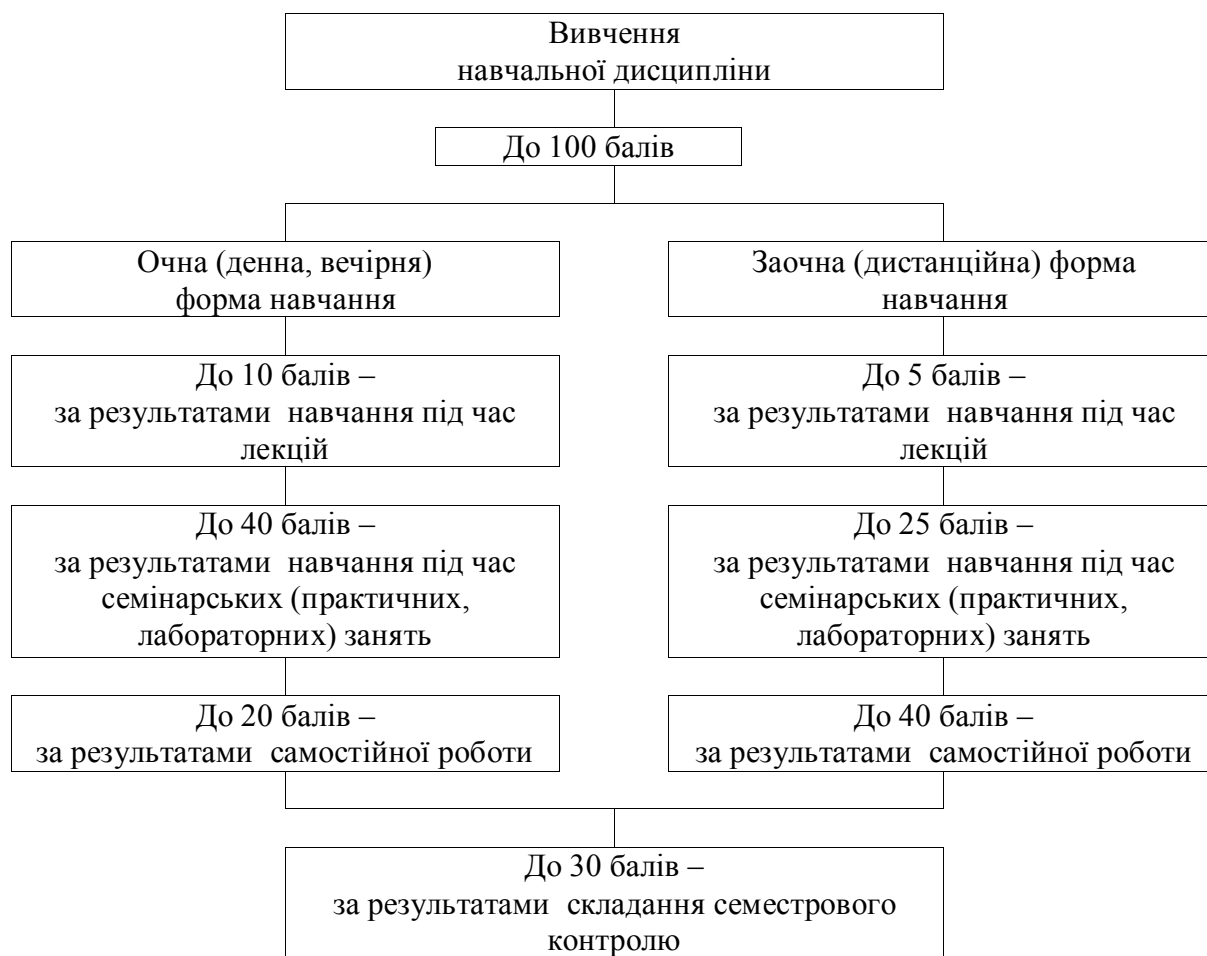 Вивчення
навчальної дисципліни
До 100 балів
Очна (денна, вечірня)
форма навчання
Заочна (дистанційна) форма
навчання
До 10 балів –
за результатами навчання під час
лекцій
До 5 балів –
за результатами навчання під час
лекцій
До 40 балів –
за результатами навчання під час
семінарських (практичних,
лабораторних) занять
До 25 балів –
за результатами навчання під час
семінарських (практичних,
лабораторних) занять
До 20 балів –
за результатами самостійної роботи
До 40 балів –
за результатами самостійної роботи
До 30 балів –
за результатами складання семестрового
контролю